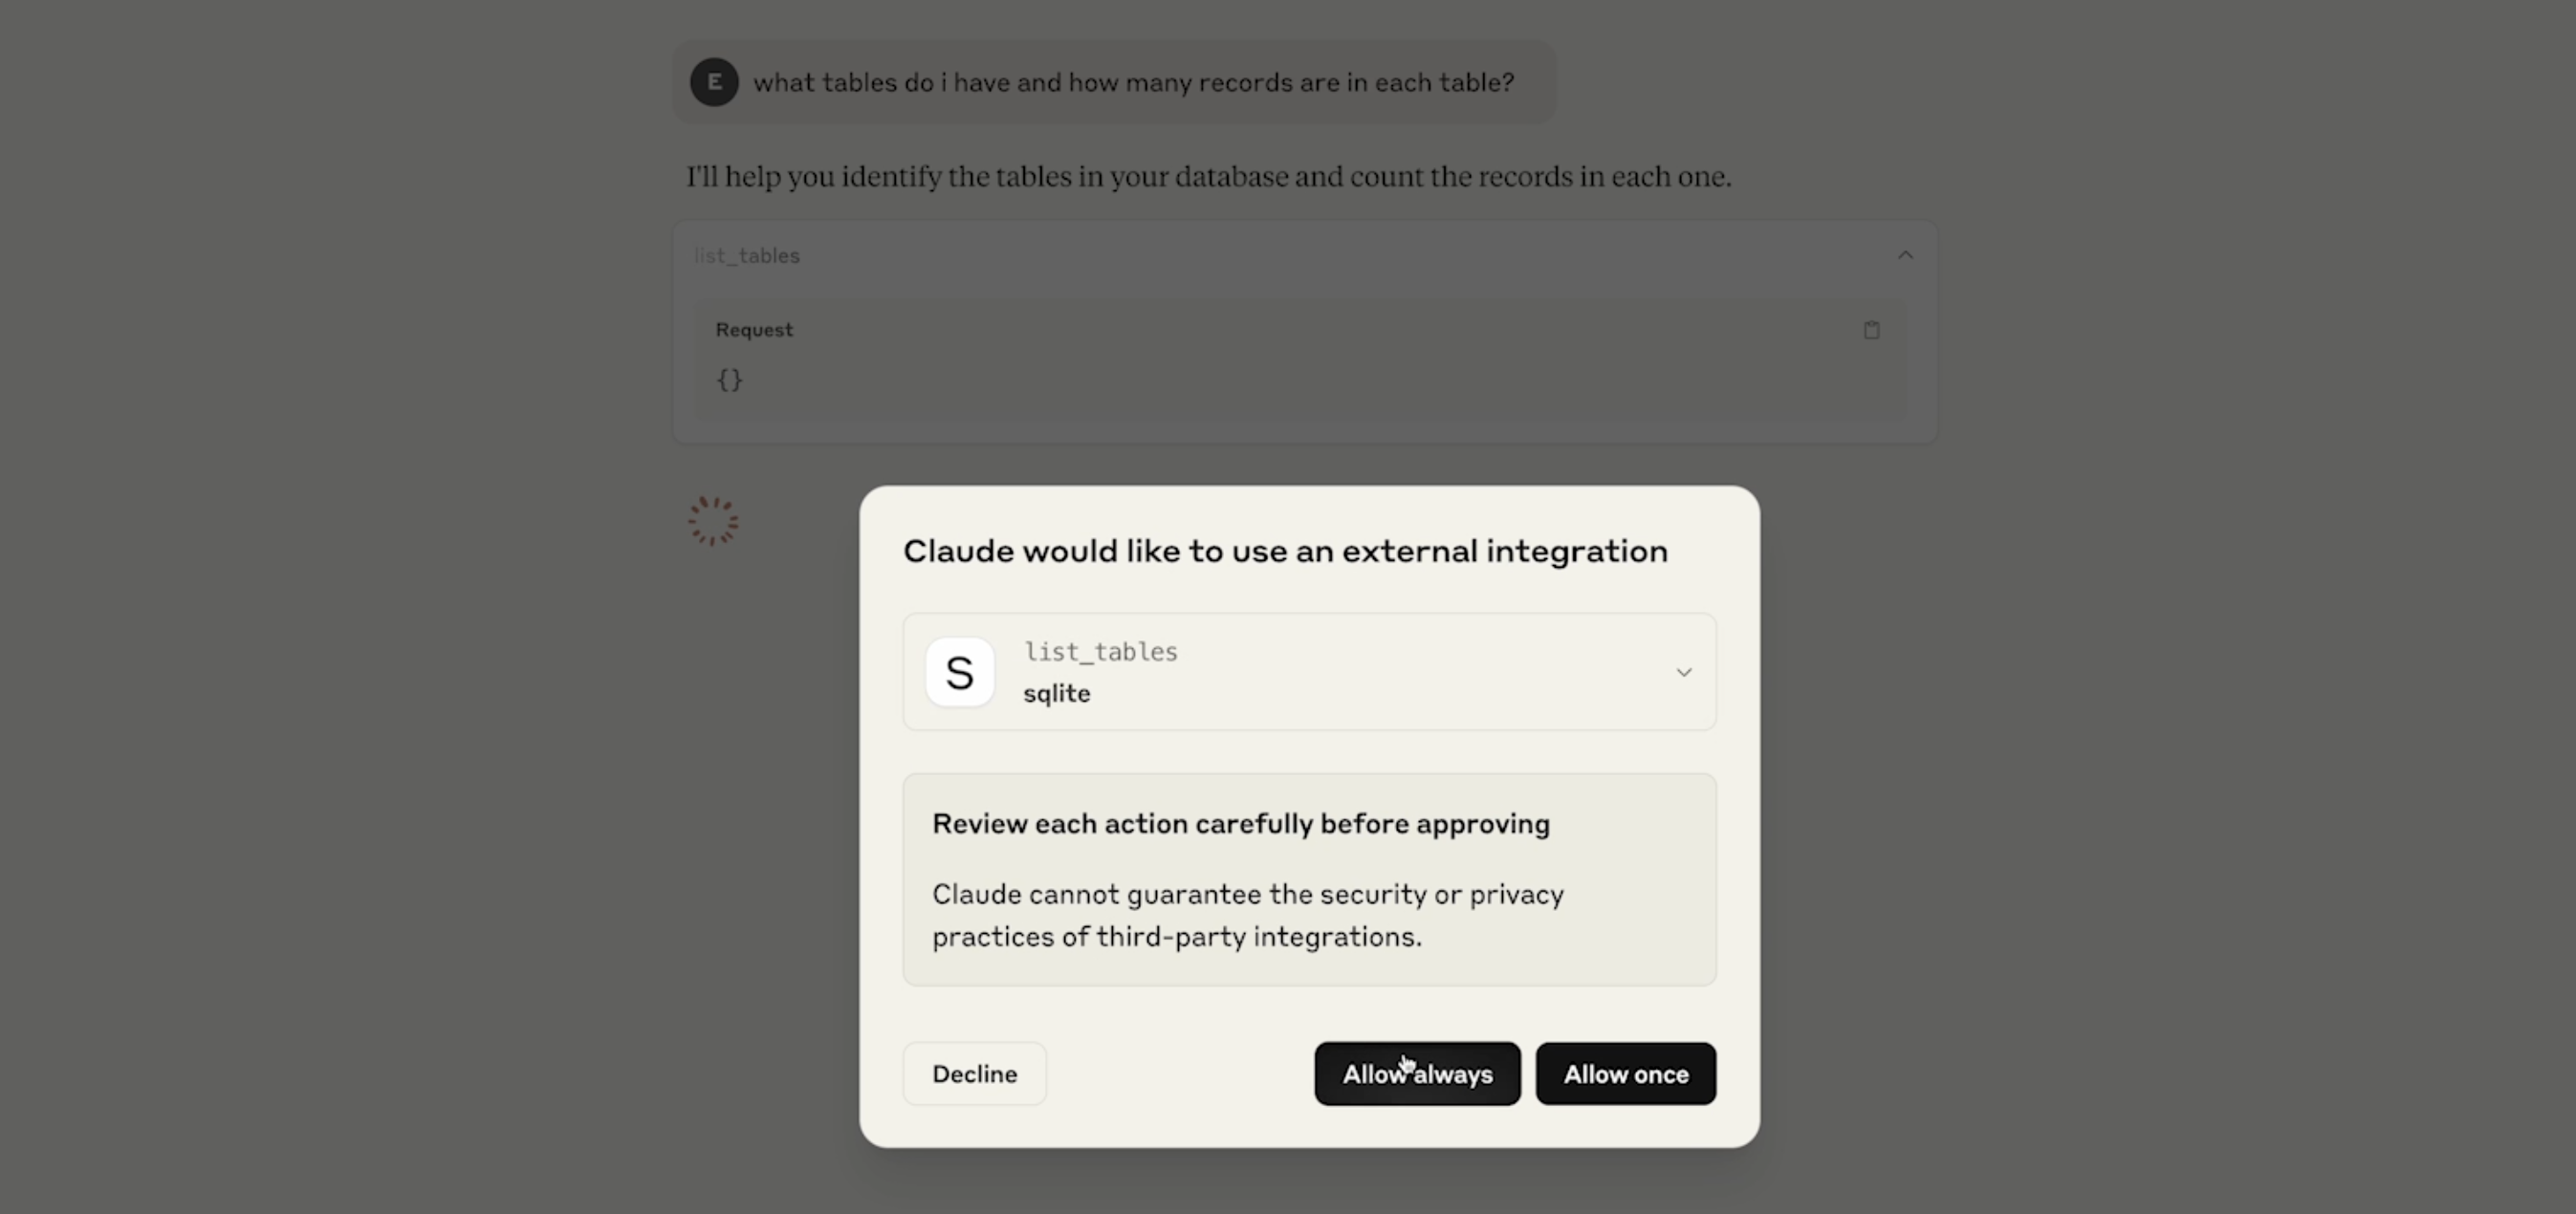 E
what tables do i have and how many records are in each table?
I'll help you identify the tables in your database and count the records in each one.
list_tables
Request
{}
Claude would like to use an external integration
S
list_tables
sqlite
Review each action carefully before approving
Claude cannot guarantee the security or privacy
practices of third-party integrations.
Decline
Allow always
Allow once